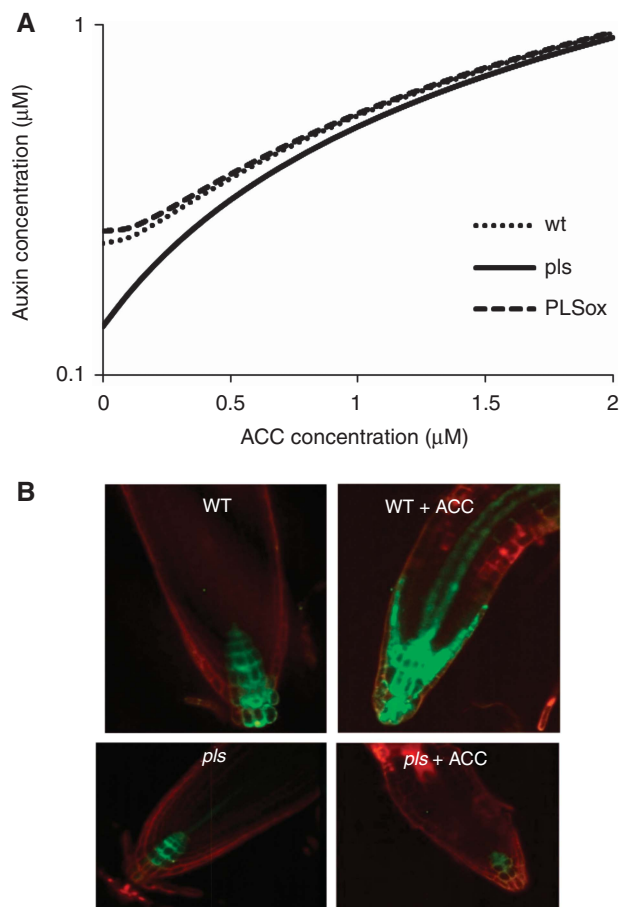 A
1
Auxin concentration (μM)
wt
pls
PLSox
0.1
0
0.5
1
1.5
2
ACC concentration (μM)
B
WT
WT + ACC
pls
pls + ACC